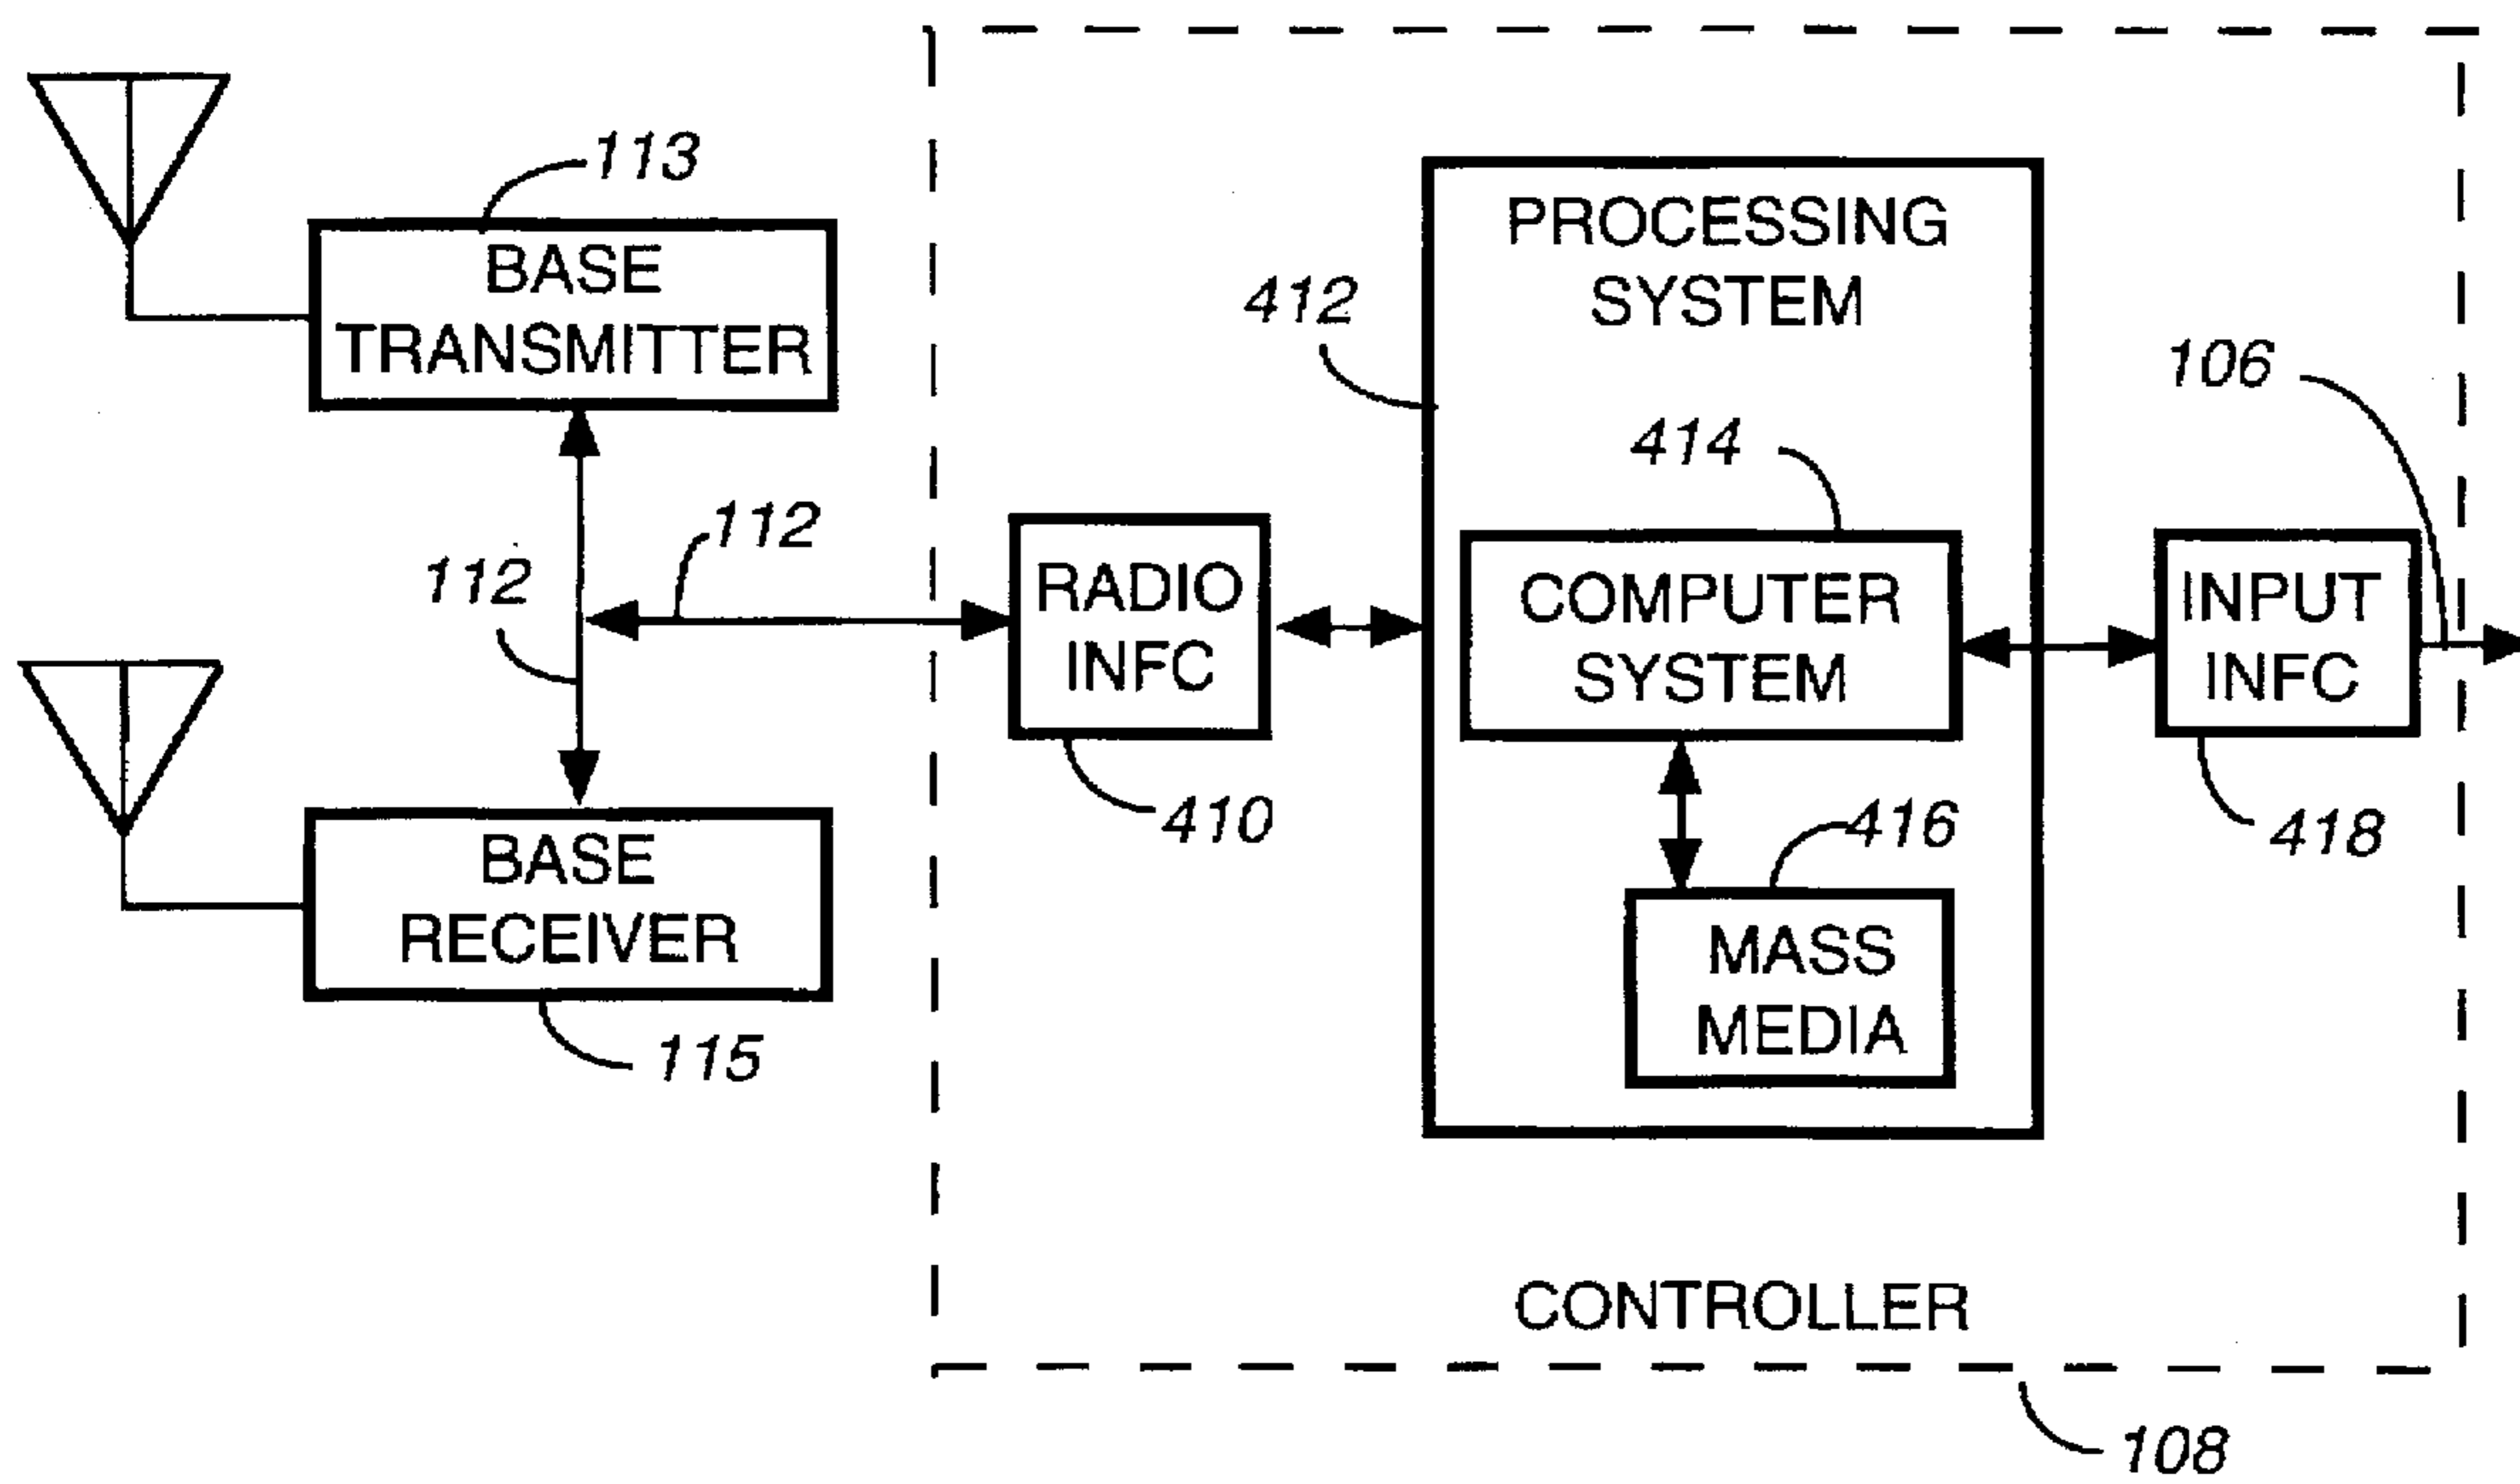 113
BASE
TRANSMITTER
112
112
BASE
RECEIVER
115
RADIO
INFC
410
412
PROCESSING
SYSTEM
414
COMPUTER
SYSTEM
416
MASS
MEDIA
106
INPUT
INFC
418
CONTROLLER
108